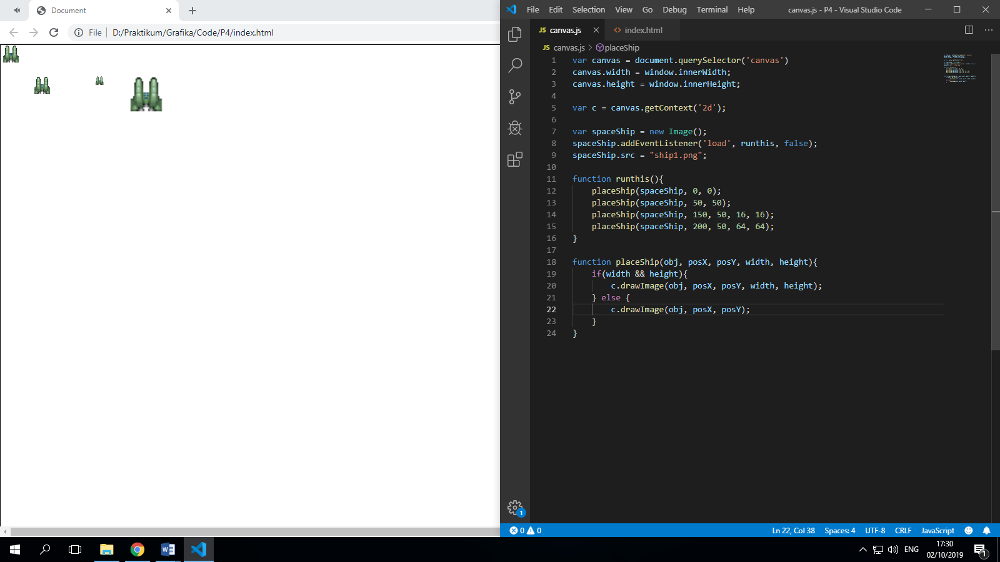 Document
File
D:/Praktikum/Grafika/Code/P4/index.html
File Edit Selection View Go Debug Terminal Help
canvas.js - P4 - Visual Studio Code
JS canvas.js
<> index.html
JS canvas.js > placeShip
1 var canvas = document.querySelector('canvas')
2 canvas.width = window.innerWidth;
3 canvas.height = window.innerHeight;
4
5 var c = canvas.getContext('2d');
6
7 var spaceShip = new Image();
8 spaceShip.addEventListener('load', runthis, false);
9 spaceShip.src = "ship1.png";
10
11 function runthis(){
12     placeShip(spaceShip, 0, 0);
13     placeShip(spaceShip, 50, 50);
14     placeShip(spaceShip, 150, 50, 16, 16);
15     placeShip(spaceShip, 200, 50, 64, 64);
16 }
17
18 function placeShip(obj, posX, posY, width, height){
19     if(width && height){
20         c.drawImage(obj, posX, posY, width, height);
21     } else {
22         c.drawImage(obj, posX, posY);
23     }
24 }
1
0 0
Ln 22, Col 38 Spaces: 4 UTF-8 CRLF JavaScript
ENG
17:30
02/10/2019
1